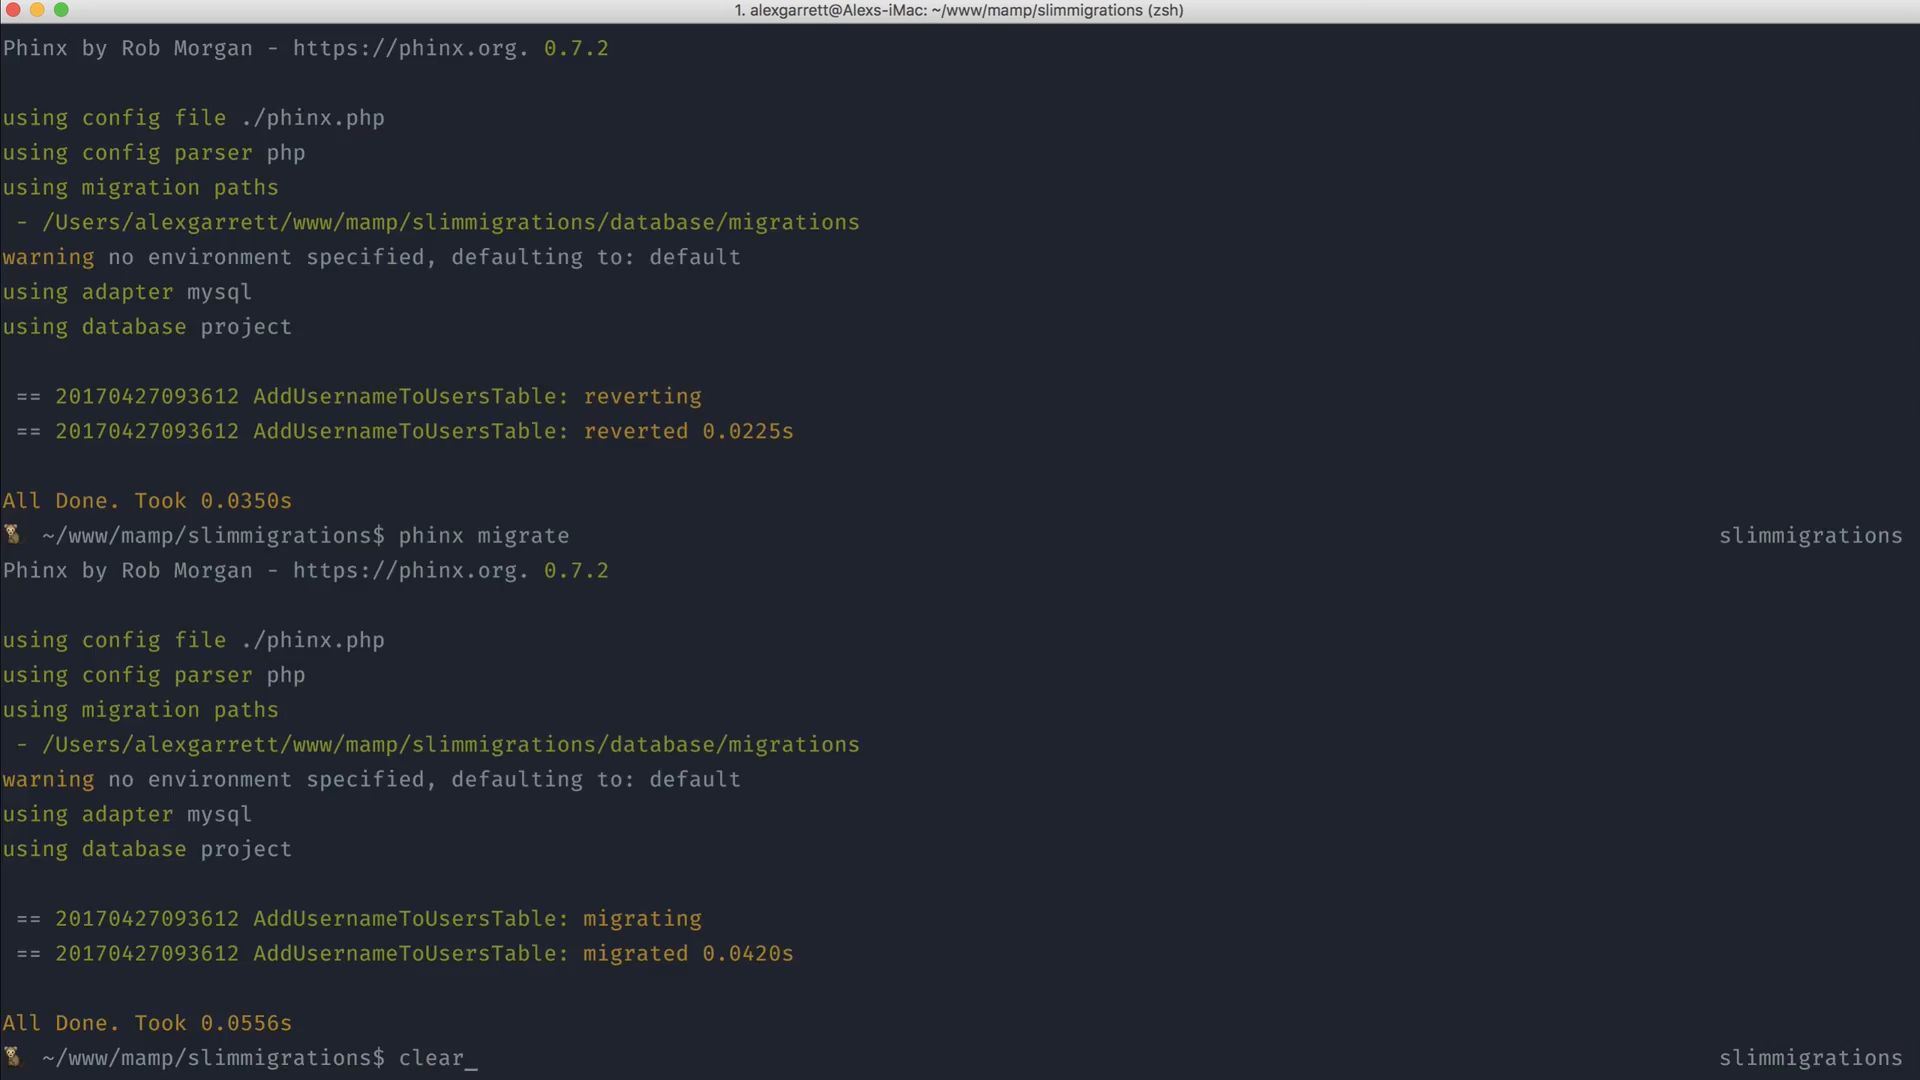 1. alexgarrett@Alexs-iMac: ~/www/mamp/slimmigrations (zsh)
Phinx by Rob Morgan - https://phinx.org. 0.7.2
using config file ./phinx.php
using config parser php
using migration paths
- /Users/alexgarrett/www/mamp/slimmigrations/database/migrations
warning no environment specified, defaulting to: default
using adapter mysql
using database project
== 20170427093612 AddUsernameToUsersTable: reverting
== 20170427093612 AddUsernameToUsersTable: reverted 0.0225s
All Done. Took 0.0350s
~/www/mamp/slimmigrations$ phinx migrate slimmigrations
Phinx by Rob Morgan - https://phinx.org. 0.7.2
using config file ./phinx.php
using config parser php
using migration paths
- /Users/alexgarrett/www/mamp/slimmigrations/database/migrations
warning no environment specified, defaulting to: default
using adapter mysql
using database project
== 20170427093612 AddUsernameToUsersTable: migrating
== 20170427093612 AddUsernameToUsersTable: migrated 0.0420s
All Done. Took 0.0556s
~/www/mamp/slimmigrations$ clear_ slimmigrations